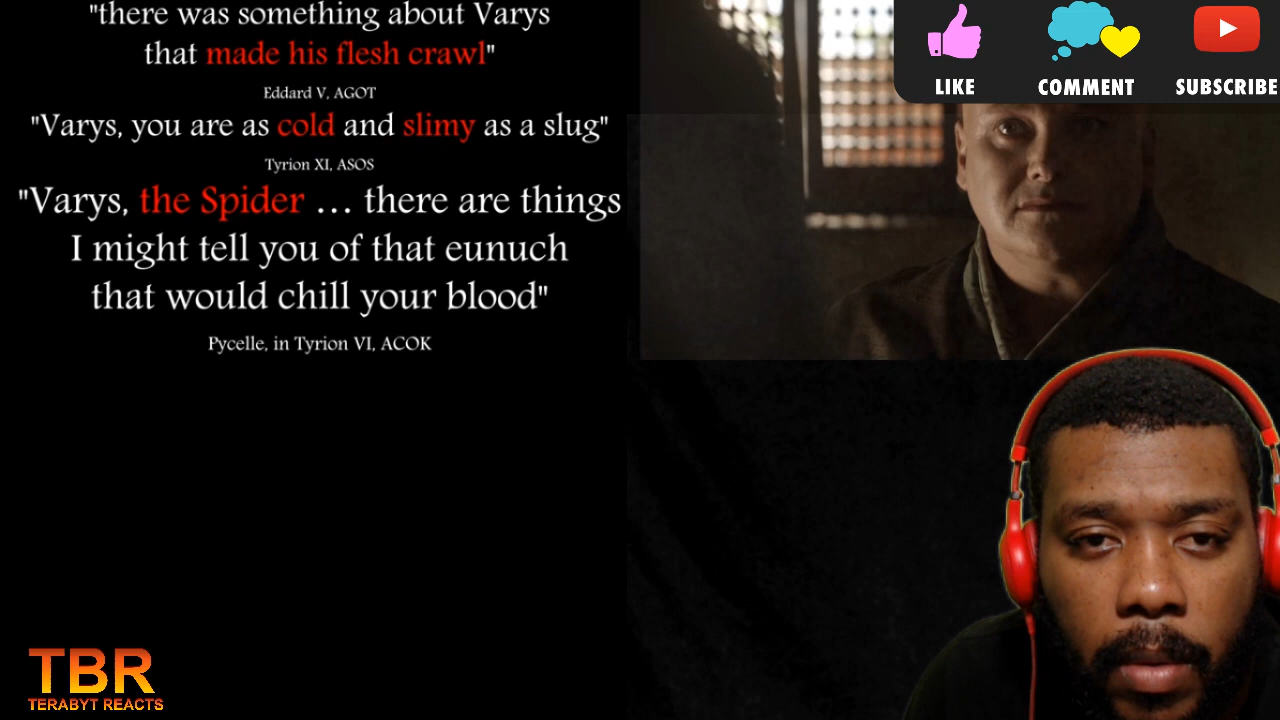 "there was something about Varys
that made his flesh crawl"
Eddard V, AGOT
"Varys, you are as cold and slimy as a slug"
Tyrion XI, ASOS
"Varys, the Spider … there are things
I might tell you of that eunuch
that would chill your blood"
Pycelle, in Tyrion VI, ACOK
LIKE
COMMENT
SUBSCRIBE
TBR
TERABYT REACTS